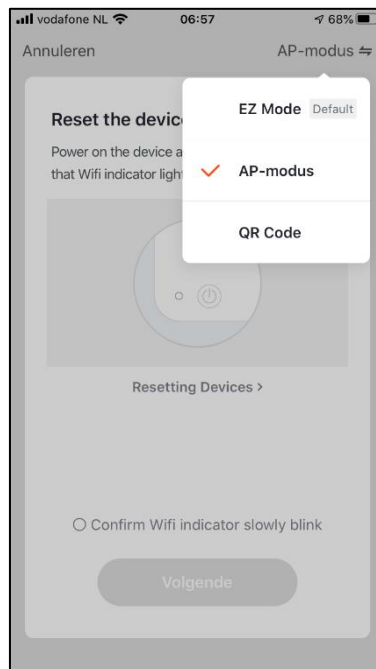 vodafone NL 06:57 68%
Annuleren AP-modus
EZ Mode Default
Reset the devic
Power on the device a
that Wifi indicator ligh
AP-modus
QR Code
Resetting Devices >
Confirm Wifi indicator slowly blink
Volgende